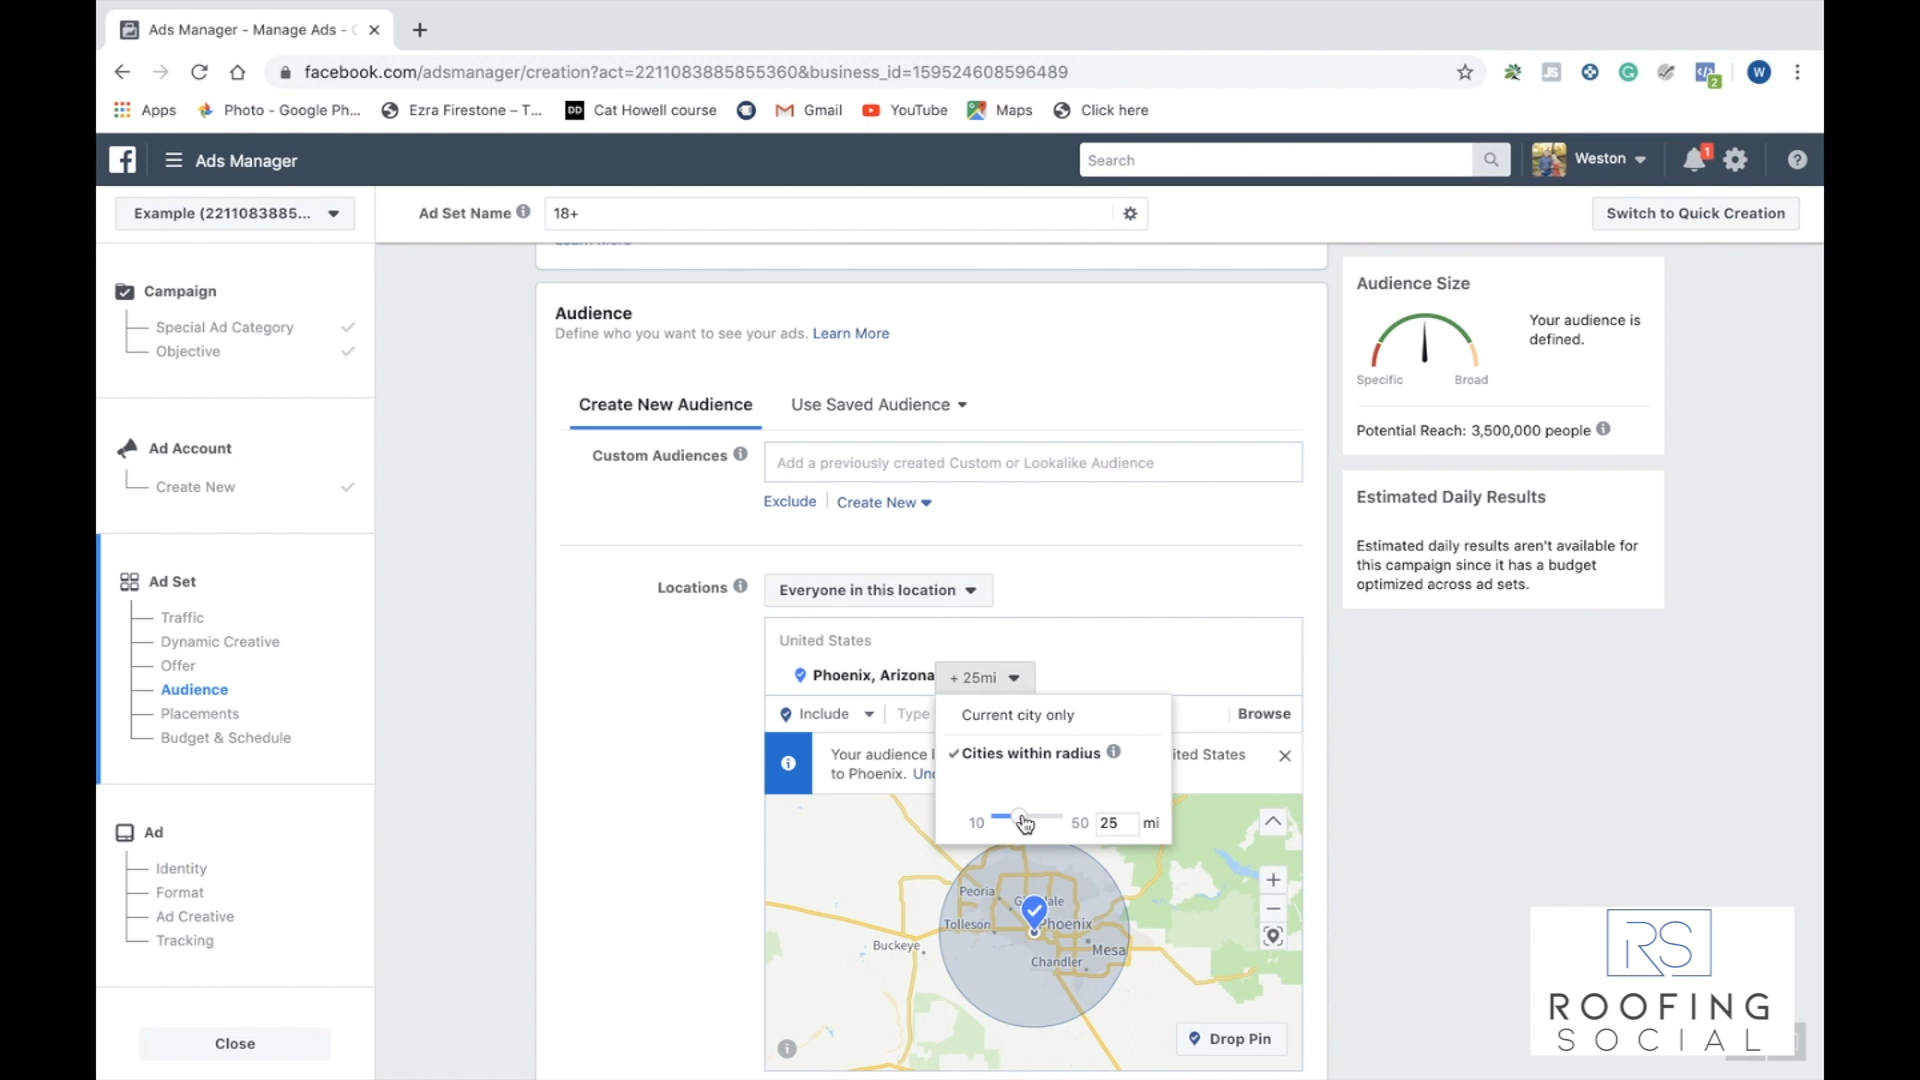 Ads Manager - Manage Ads -
facebook.com/adsmanager/creation?act=2211083885855360&business_id=159524608596489
Apps
Photo - Google Ph...
Ezra Firestone – T...
DD
Cat Howell course
Gmail
YouTube
Maps
Click here
JS
G
2
W
Ads Manager
Search
Weston
1
Example (22110838885...
Ad Set Name
18+
Switch to Quick Creation
Campaign
Special Ad Category
Objective
Ad Account
Create New
Ad Set
Traffic
Dynamic Creative
Offer
Audience
Placements
Budget & Schedule
Ad
Identity
Format
Ad Creative
Tracking
Close
Learn More
Audience
Define who you want to see your ads. Learn More
Create New Audience
Use Saved Audience
Custom Audiences
Add a previously created Custom or Lookalike Audience
Exclude
Create New
Locations
Everyone in this location
United States
Phoenix, Arizona
+ 25mi
Include
Type
Browse
Current city only
Cities within radius
10
50
25
mi
Your audience
ited States
to Phoenix.
Peoria
Tolleson
Phoenix
Buckeye
Mesa
Chandler
Drop Pin
Audience Size
Your audience is
defined.
Specific
Broad
Potential Reach: 3,500,000 people
Estimated Daily Results
Estimated daily results aren't available for
this campaign since it has a budget
optimized across ad sets.
RS
ROOFING
SOCIAL